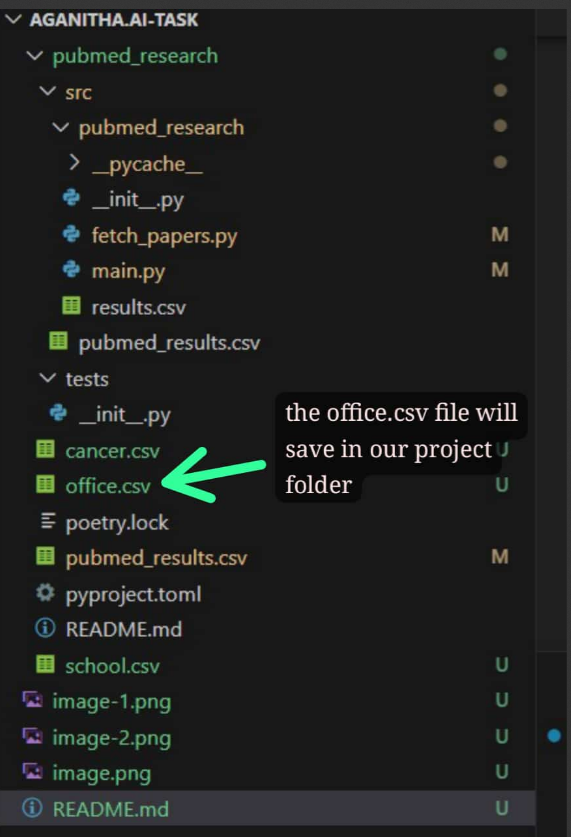 AGANITHA.AI-TASK
pubmed_research
src
pubmed_research
__pycache__
__init__.py
fetch_papers.py M
main.py M
results.csv
pubmed_results.csv
tests
__init__.py
the office.csv file will
cancer.csv
save in our project U
office.csv
folder U
poetry.lock
pubmed_results.csv M
pyproject.toml
README.md
school.csv U
image-1.png U
image-2.png U
image.png U
README.md U